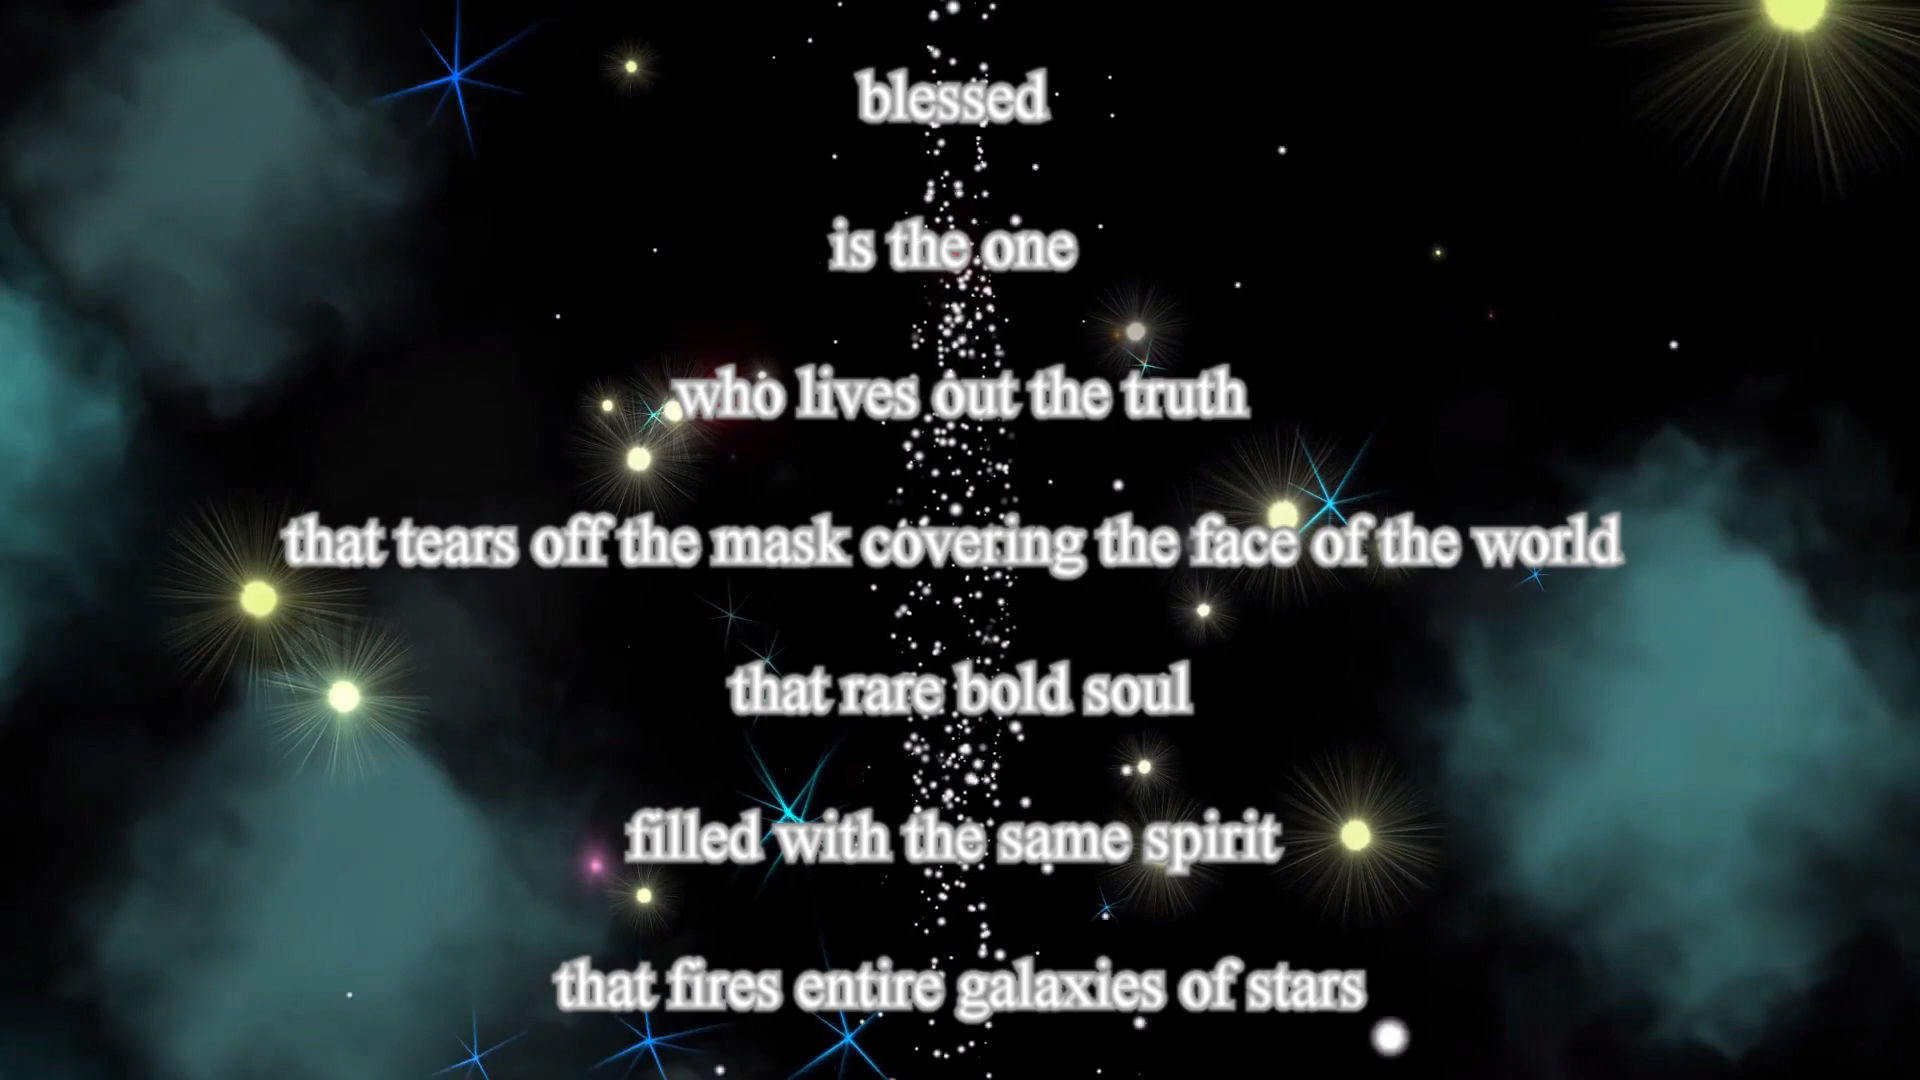 blessed
is the one
who lives out the truth
that tears off the mask covering the face of the world
that rare bold soul
filled with the same spirit
that fires entire galaxies of stars